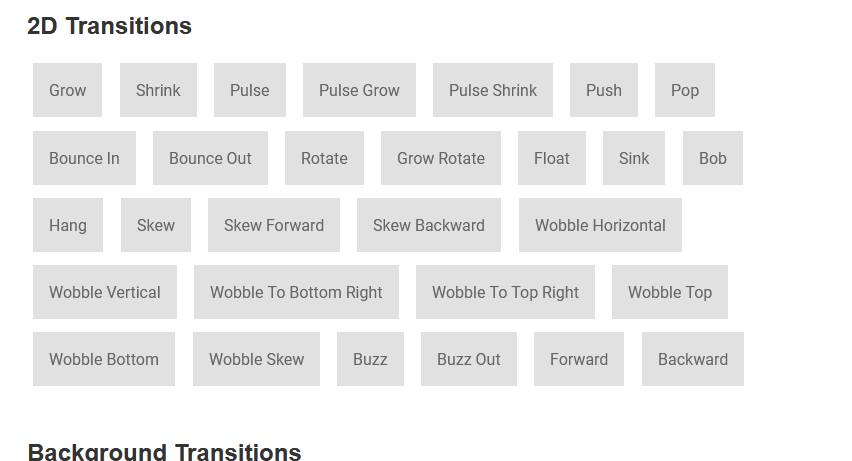 2D Transitions
Grow Shrink Pulse Pulse Grow Pulse Shrink Push Pop
Bounce In Bounce Out Rotate Grow Rotate Float Sink Bob
Hang Skew Skew Forward Skew Backward Wobble Horizontal
Wobble Vertical Wobble To Bottom Right Wobble To Top Right Wobble Top
Wobble Bottom Wobble Skew Buzz Buzz Out Forward Backward
Background Transitions